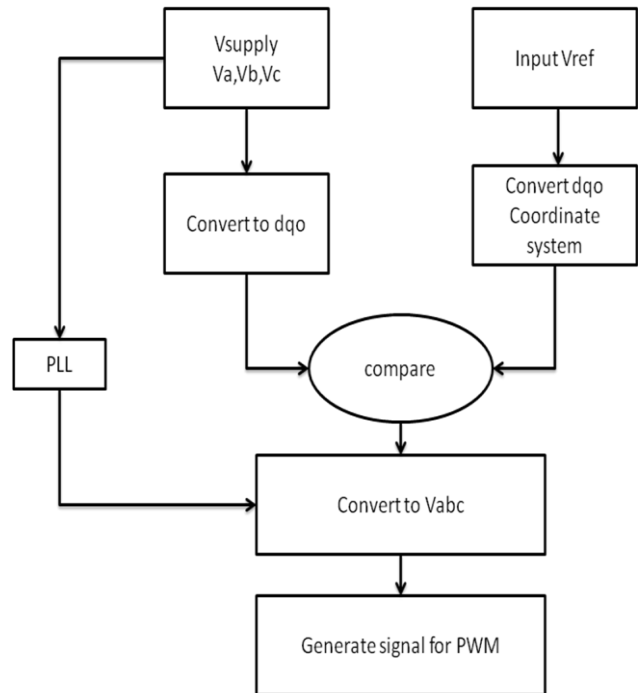 Vsupply
Va,Vb,Vc
Input Vref
Convert to dqo
Convert dqo
Coordinate
system
PLL
compare
Convert to Vabc
Generate signal for PWM